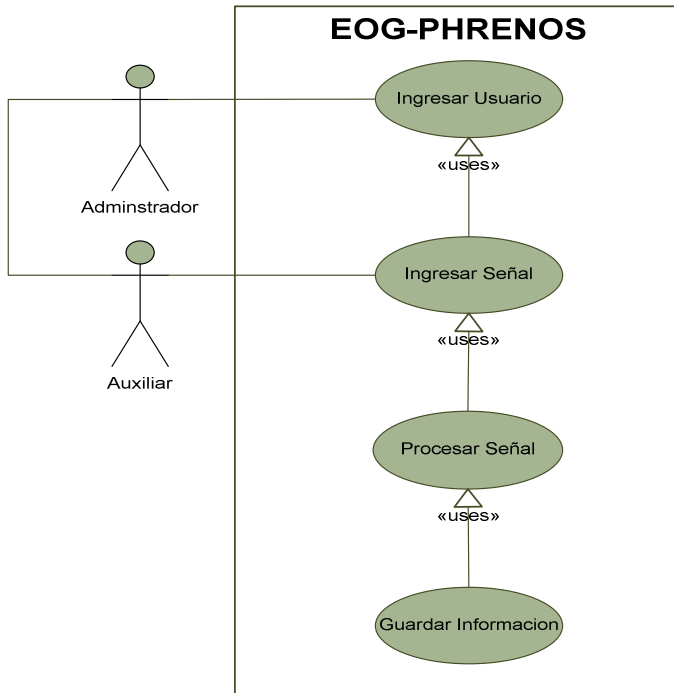 EOG-PHRENOS
Ingresar Usuario
«uses»
Adminstrador
Ingresar Señal
«uses»
Auxiliar
Procesar Señal
«uses»
Guardar Informacion